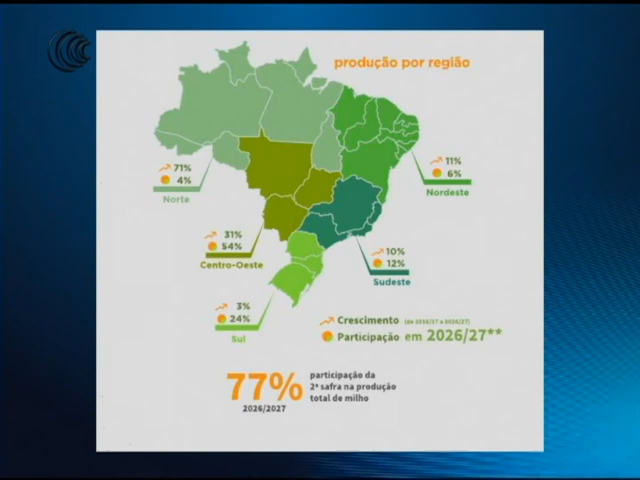 produção por região
71%
4%
Norte
11%
6%
Nordeste
31%
54%
Centro-Oeste
10%
12%
Sudeste
3%
24%
Sul
Crescimento
Participação em 2026/27**
77%
2026/2027
participação da
2ª safra na produção
total de milho